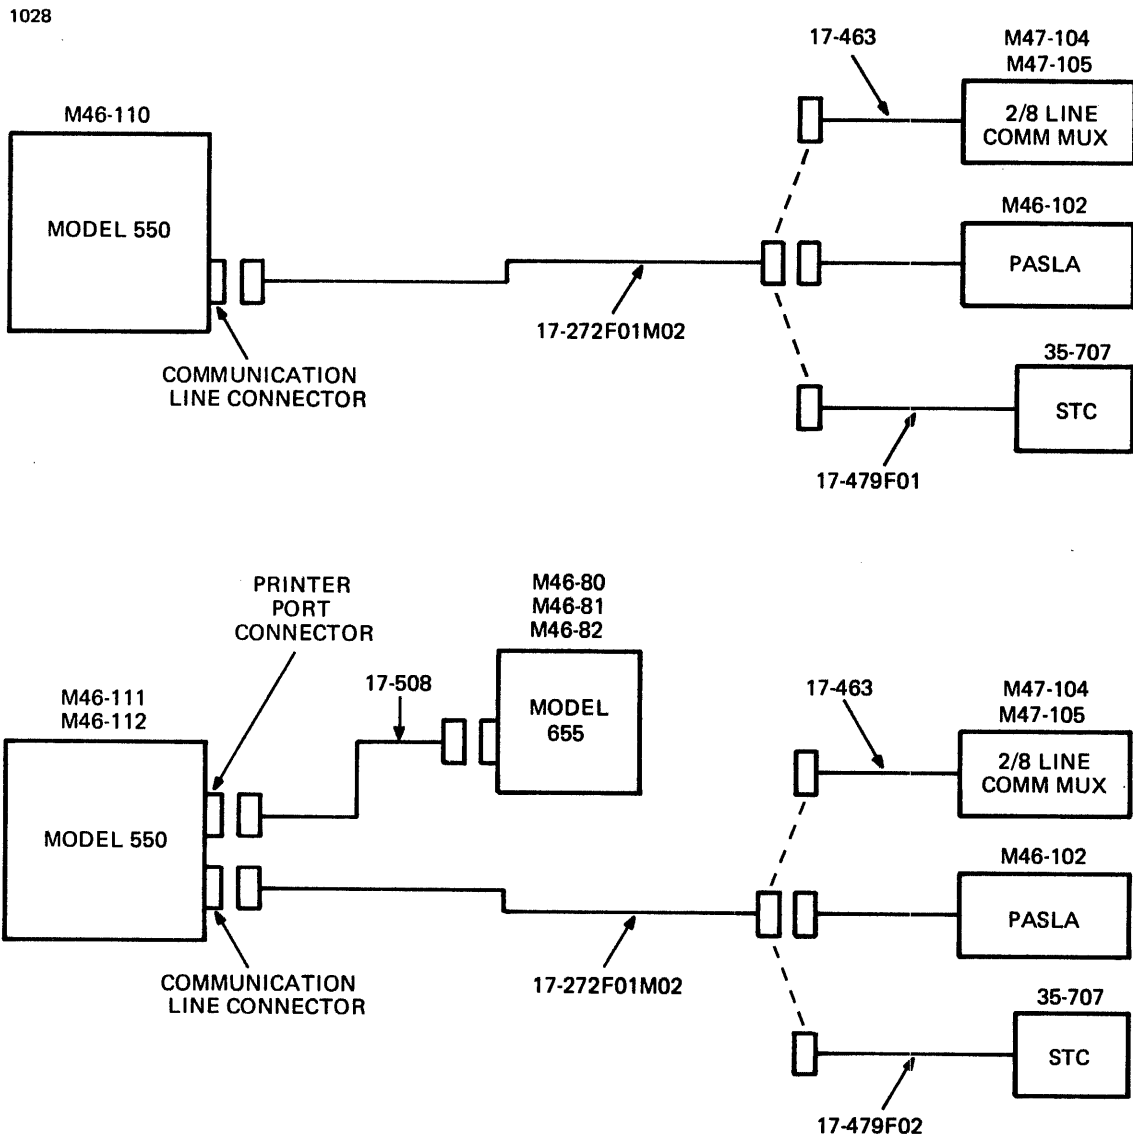 1028
17-463
M47-104
M47-105
M46-110
2/8 LINE
COMM MUX
M46-102
MODEL 550
PASLA
17-272F01M02
COMMUNICATION
LINE CONNECTOR
35-707
STC
17-479F01
PRINTER
PORT
CONNECTOR
M46-80
M46-81
M46-82
M46-111
M46-112
17-508
MODEL
655
17-463
M47-104
M47-105
2/8 LINE
COMM MUX
MODEL 550
M46-102
PASLA
COMMUNICATION
LINE CONNECTOR
17-272F01M02
35-707
STC
17-479F02